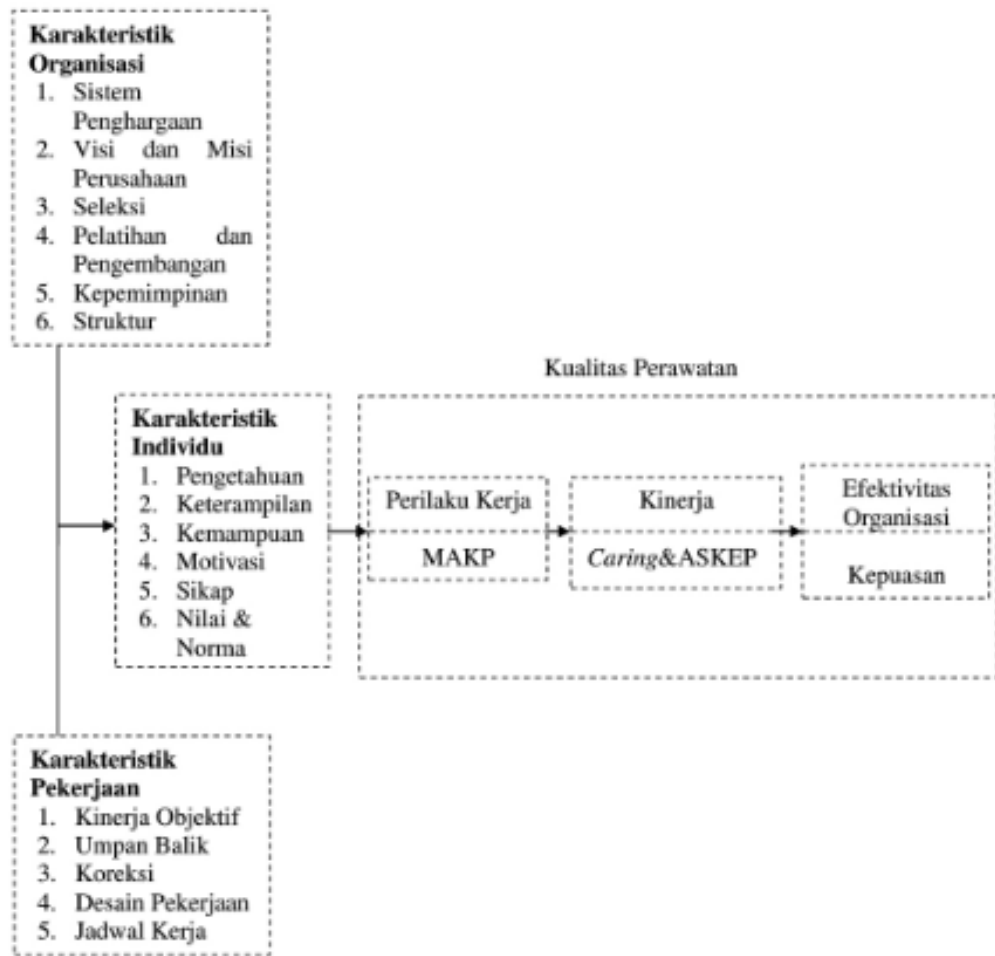 Karakteristik
Organisasi
1. Sistem
Penghargaan
2. Visi dan Misi
Perusahaan
3. Seleksi
4. Pelatihan dan
Pengembangan
5. Kepemimpinan
6. Struktur
Kualitas Perawatan
Karakteristik
Individu
1. Pengetahuan
2. Keterampilan
3. Kemampuan
4. Motivasi
5. Sikap
6. Nilai &
Norma
Perilaku Kerja
MAKP
Kinerja
Caring&ASKEP
Efektivitas
Organisasi
Kepuasan
Karakteristik
Pekerjaan
1. Kinerja Objektif
2. Umpan Balik
3. Koreksi
4. Desain Pekerjaan
5. Jadwal Kerja